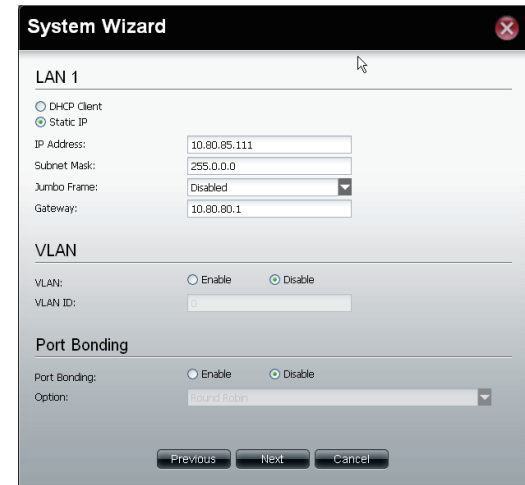 System Wizard
LAN 1
DHCP Client
Static IP
IP Address: 10.80.85.111
Subnet Mask: 255.0.0.0
Jumbo Frame: Disabled
Gateway: 10.80.80.1
VLAN
VLAN: Enable Disable
VLAN ID: 0
Port Bonding
Port Bonding: Enable Disable
Option: Round Robin
Previous Next Cancel